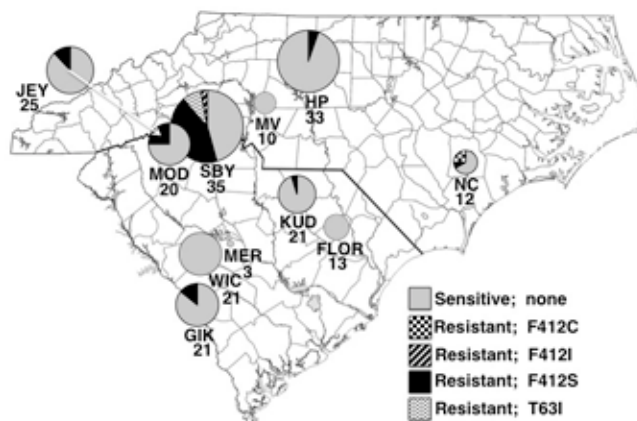 JEY
25
HP
33
MV
10
MOD
20
SBY
35
NC
12
KUD
21
FLOR
13
MER
3
WIC
21
GIK
21
Sensitive; none
Resistant; F412C
Resistant; F412I
Resistant; F412S
Resistant; T63I